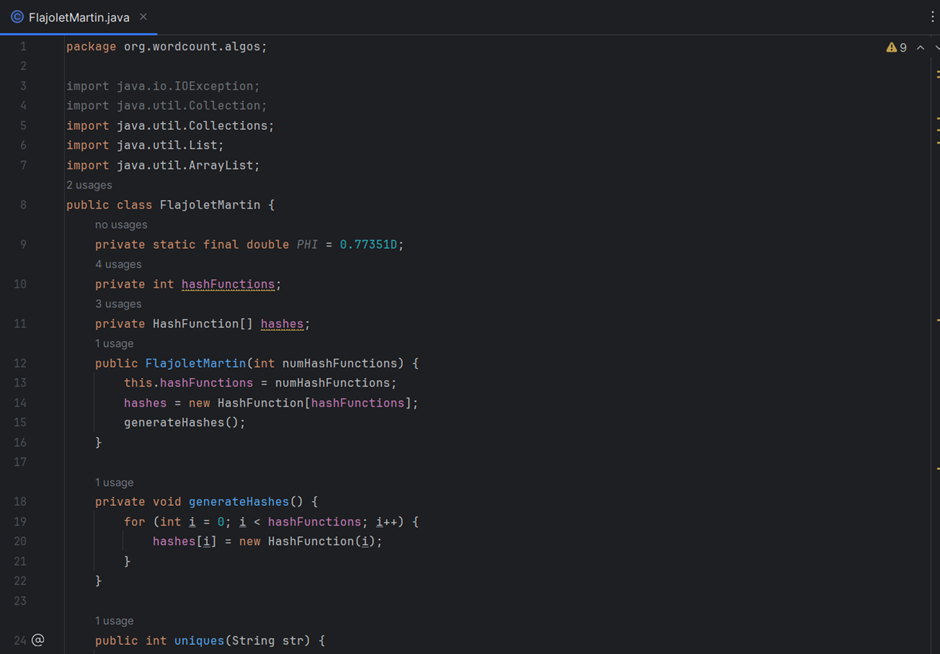 FlajoletMartin.java
9
1 package org.wordcount.algos;
2
3 import java.io.IOException;
4 import java.util.Collection;
5 import java.util.Collections;
6 import java.util.List;
7 import java.util.ArrayList;
2 usages
8 public class FlajoletMartin {
no usages
9 private static final double PHI = 0.77351D;
4 usages
10 private int hashFunctions;
3 usages
11 private HashFunction[] hashes;
1 usage
12 public FlajoletMartin(int numHashFunctions) {
13 this.hashFunctions = numHashFunctions;
14 hashes = new HashFunction[hashFunctions];
15 generateHashes();
16 }
17
1 usage
18 private void generateHashes() {
19 for (int i = 0; i < hashFunctions; i++) {
20 hashes[i] = new HashFunction(i);
21 }
22 }
23
1 usage
24 @ public int uniques(String str) {